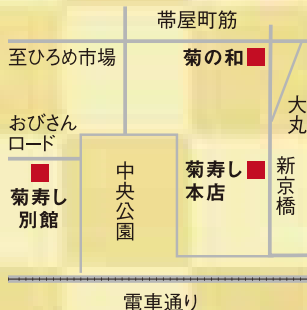 帯屋町筋
至ひろめ市場
菊の和
大丸
おびさん
ロード
菊寿し
別館
中央公園
菊寿し
本店
新京橋
電車通り